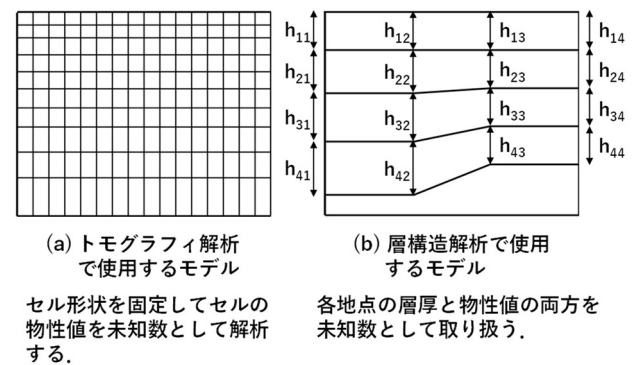 h11 h12 h13 h14
h21 h22 h23 h24
h31 h32 h33 h34
h41 h42 h43 h44
(a) トモグラフィ解析
で使用するモデル
(b) 層構造解析で使用
するモデル
セル形状を固定してセルの
物性値を未知数として解析
する.
各地点の層厚と物性値の両方を
未知数として取り扱う.